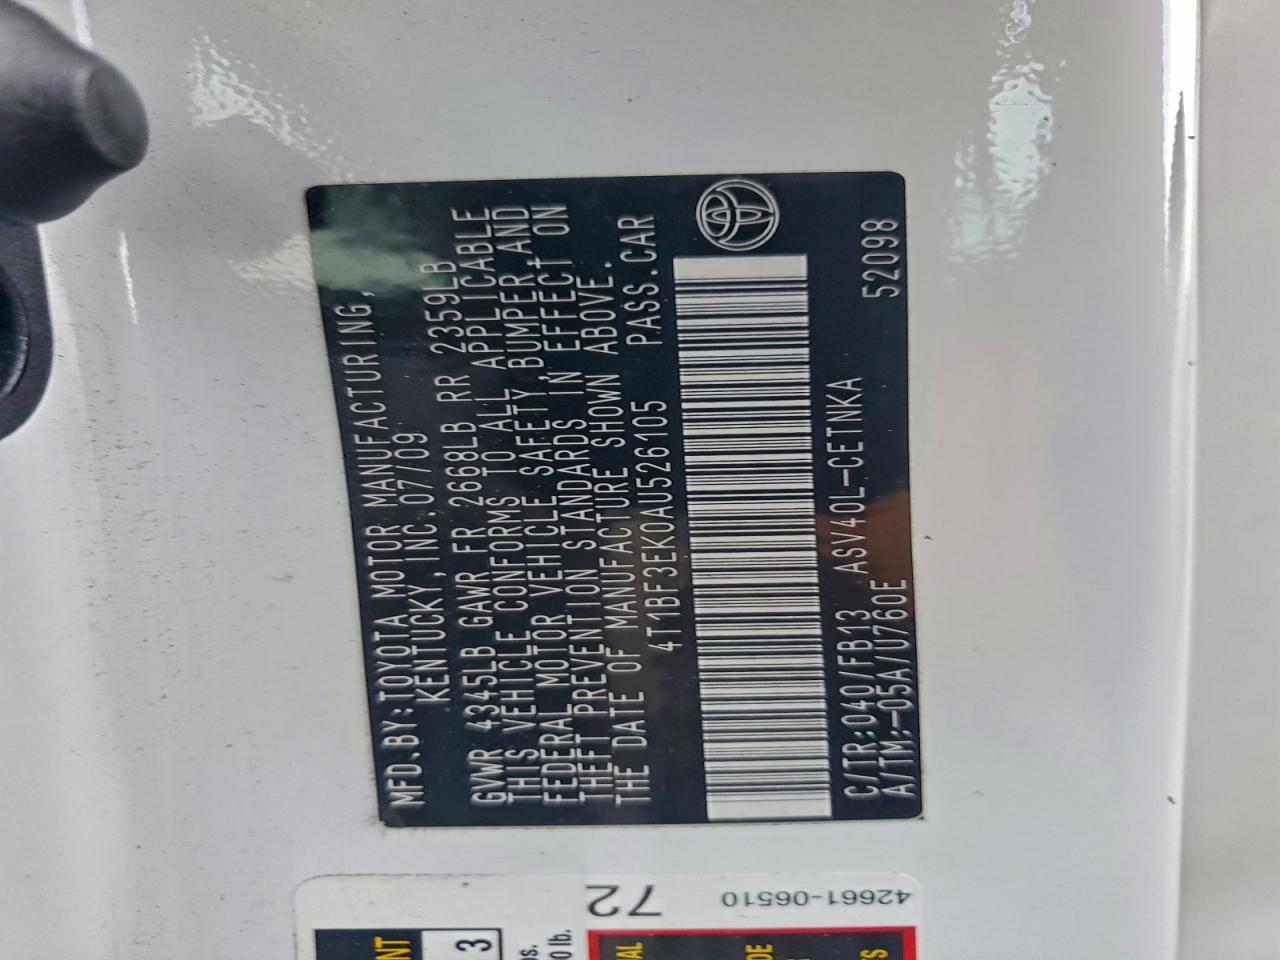 MFD.BY:TOYOTA MOTOR MANUFACTURING,
KENTUCKY,INC.07/09
GVWR 4345LB GAWR FR 2668LB RR 2359LB
THIS VEHICLE CONFORMS TO ALL APPLICABLE
FEDERAL MOTOR VEHICLE SAFETY,BUMPER,AND
THEFT PREVENTION STANDARDS IN EFFECT ON
THE DATE OF MANUFACTURE SHOWN ABOVE.
4T1BF3EK0AU526105 PASS.CAR
C/TR:040/FB13 ASV40L-CETNKA 52098
A/TM:-05A/U760E
72
42661-06510
3